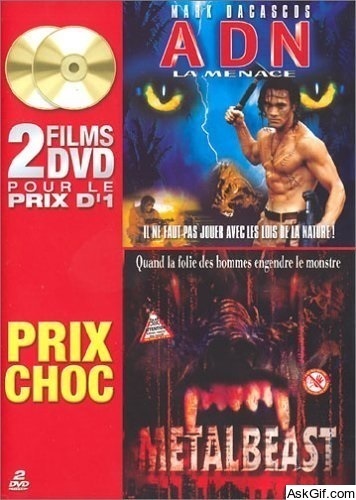 MARK DACASCOS
ADN
LA MENACE
2 FILMS
DVD
POUR LE
PRIX D'1
IL NE FAUT PAS JOUER AVEC LES LOIS DE LA NATURE !
Quand la folie des hommes engendre le monstre
PRIX
CHOC
METALBEAST
2
DVD
AskGif.com